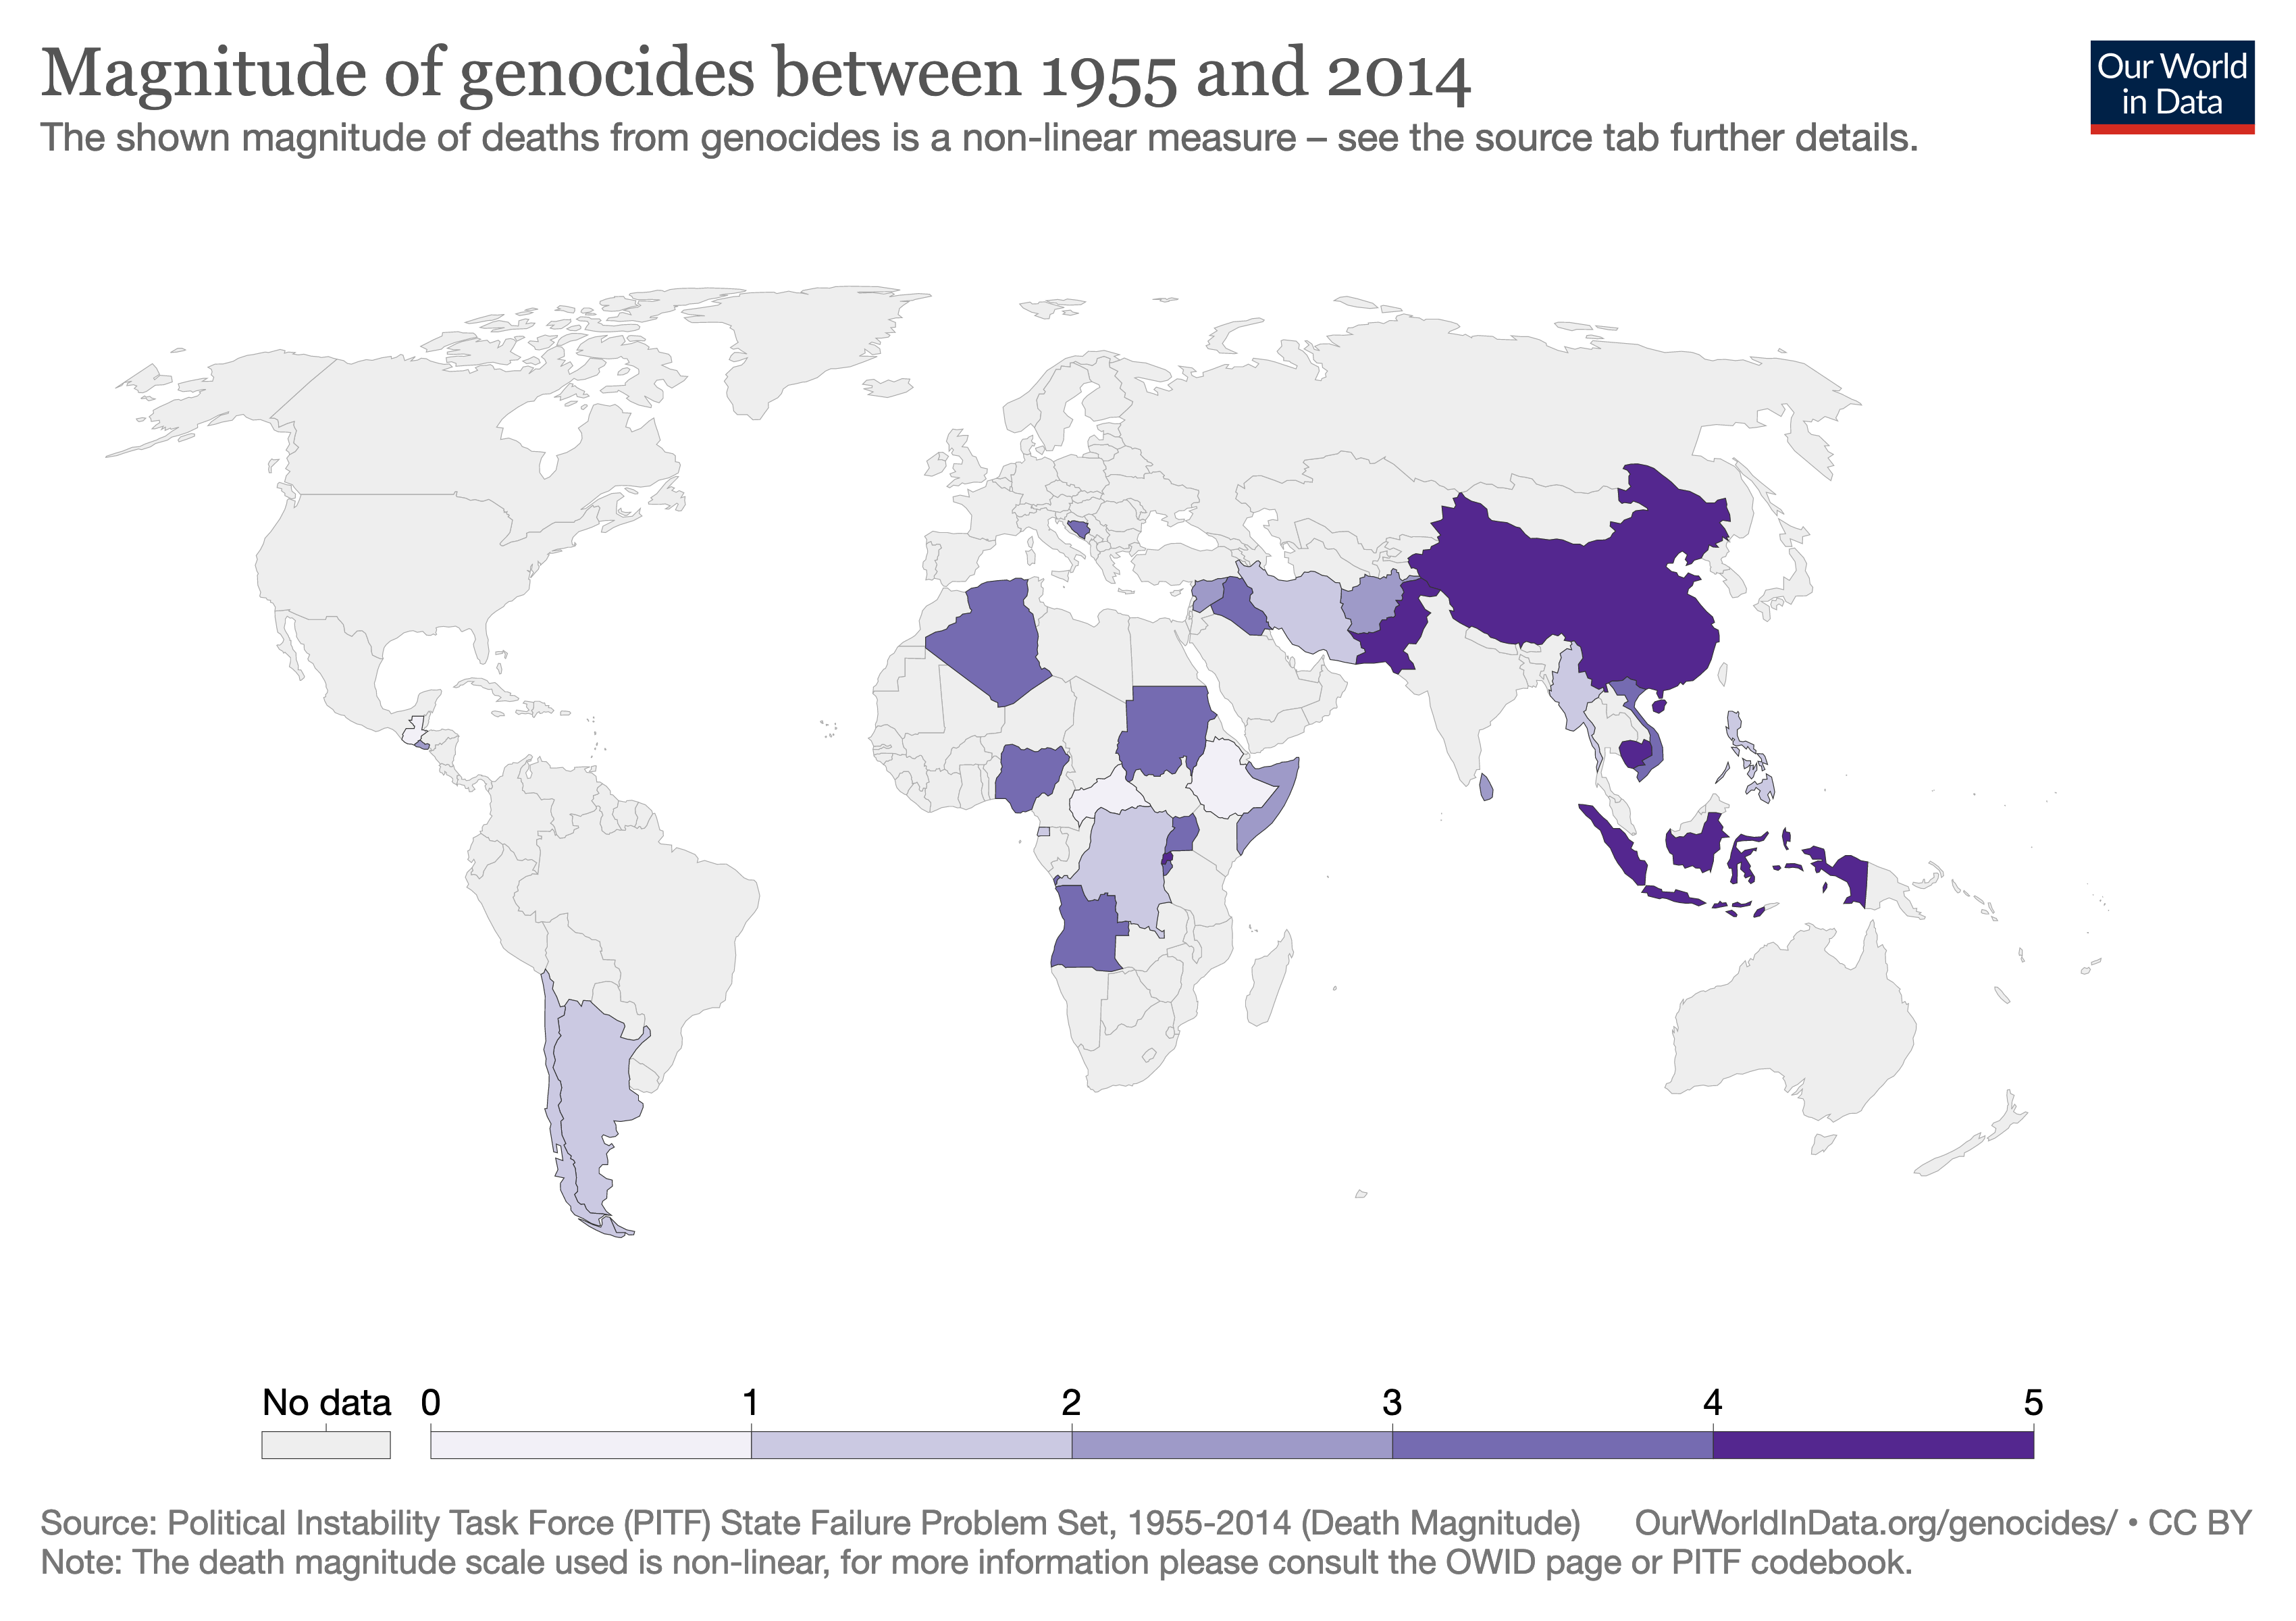 Magnitude of genocides between 1955 and 2014
The shown magnitude of deaths from genocides is a non-linear measure – see the source tab further details.
Our World
in Data
No data 0 1 2 3 4 5
Source: Political Instability Task Force (PITF) State Failure Problem Set, 1955-2014 (Death Magnitude) OurWorldInData.org/genocides/ • CC BY
Note: The death magnitude scale used is non-linear, for more information please consult the OWID page or PITF codebook.